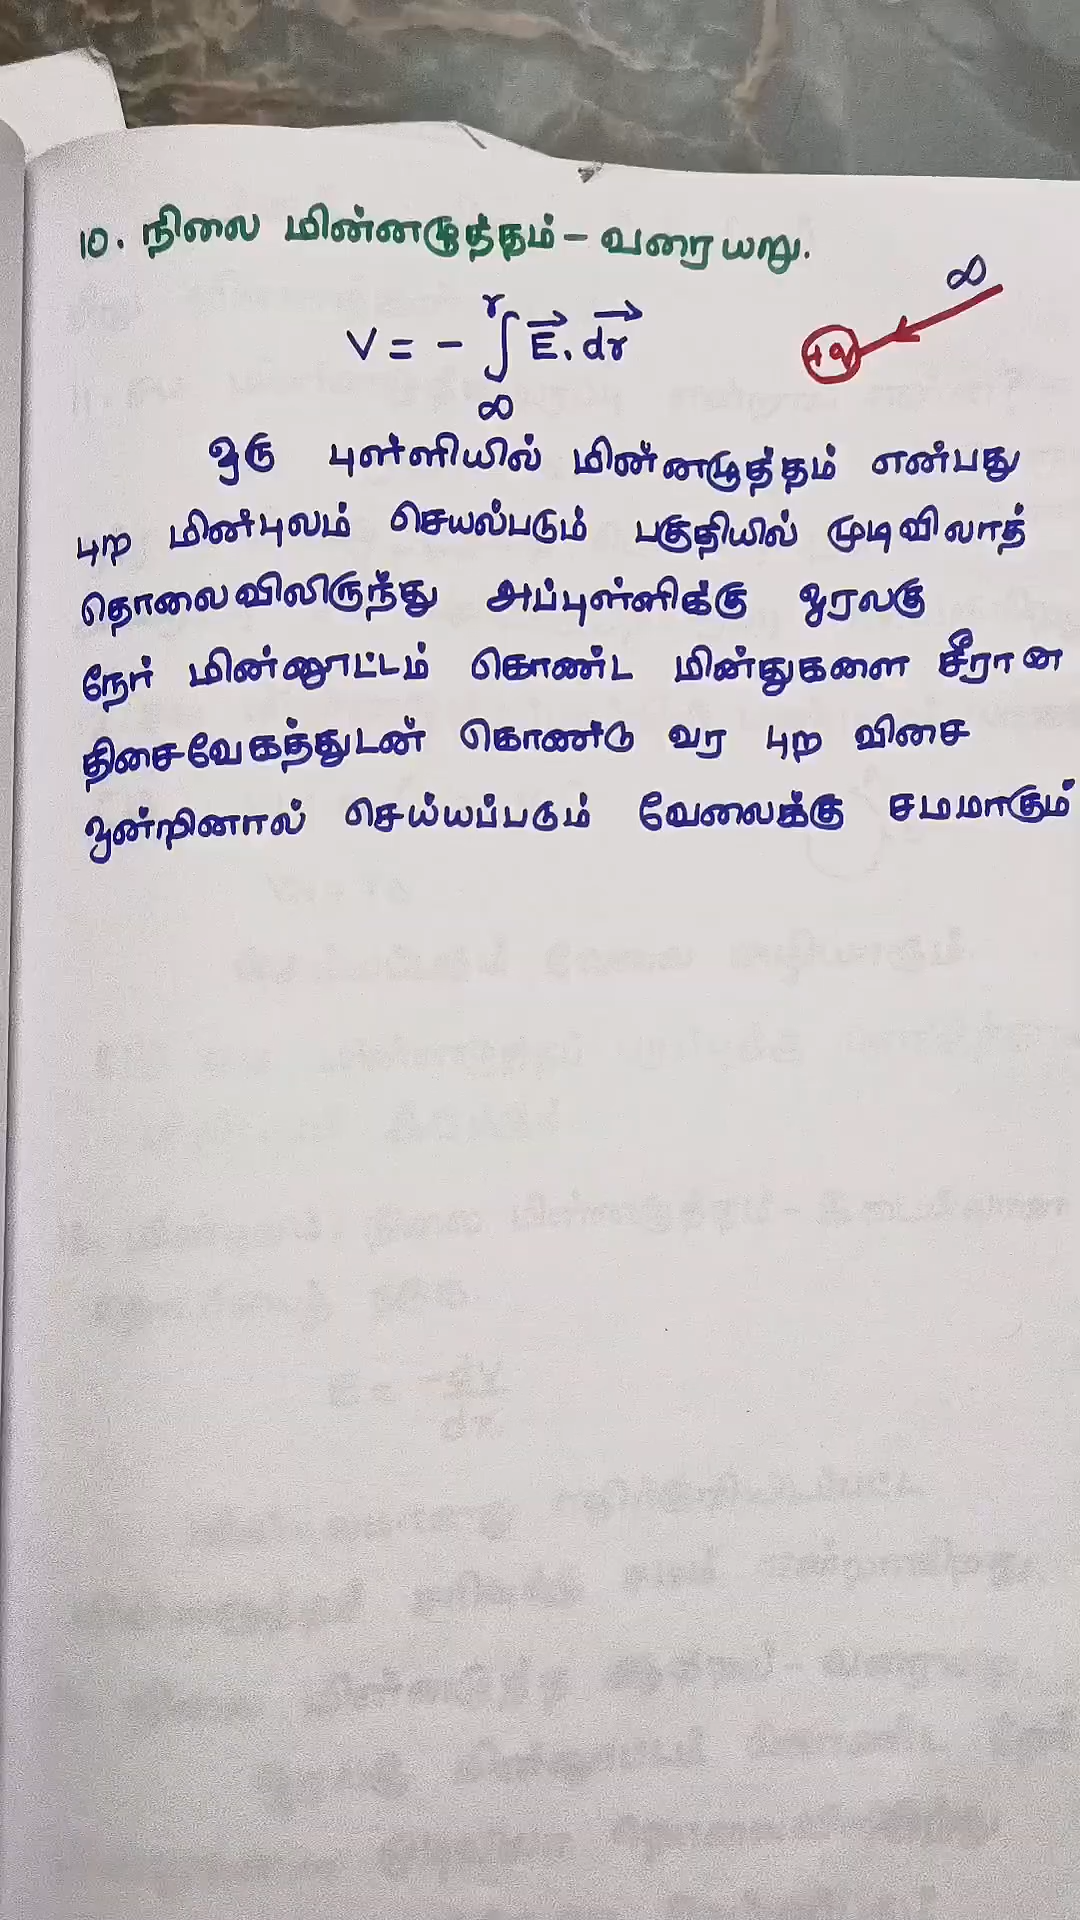 10. நிலை மின்னழுத்தம் – வரையறு.
∞
V = - ∫ E⃗ . dr⃗
r
∞
+q
ஒரு புள்ளியில் மின்னழுத்தம் என்பது
புற மின்புலம் செயல்படும் பகுதியில் முடிவிலாத்
தொலைவிலிருந்து அப்புள்ளிக்கு ஓரலகு
நேர் மின்னூட்டம் கொண்ட மின்துகளை சீரான
திசைவேகத்துடன் கொண்டு வர புற விசை
ஒன்றினால் செய்யப்படும் வேலைக்கு சமமாகும்